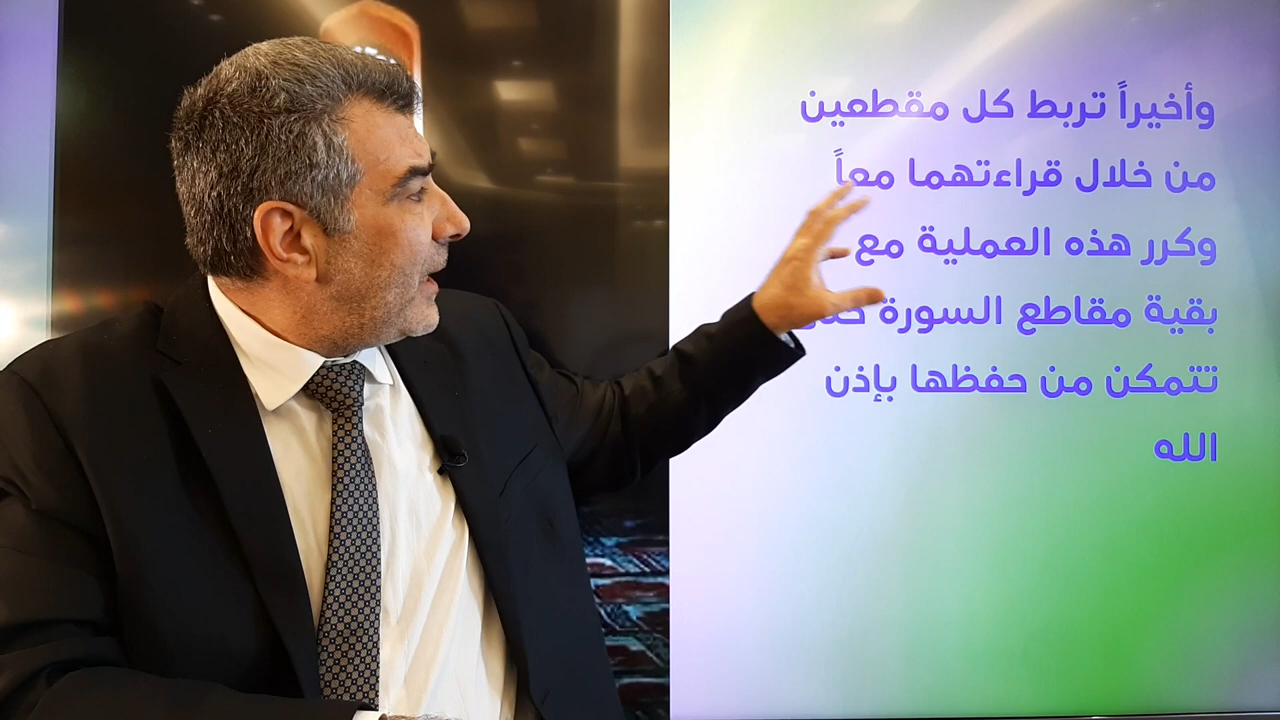 وأخيراً تربط كل مقطعين
من خلال قراءتهما معاً
وكرر هذه العملية مع
بقية مقاطع السورة
تتمكن من حفظها بإذن
الله